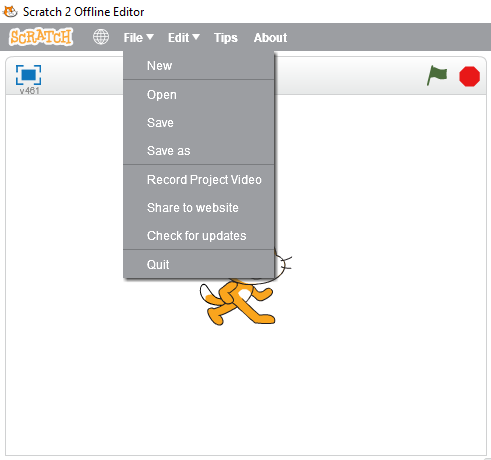 Scratch 2 Offline Editor
SCRATCH File Edit Tips About
v461
New
Open
Save
Save as
Record Project Video
Share to website
Check for updates
Quit